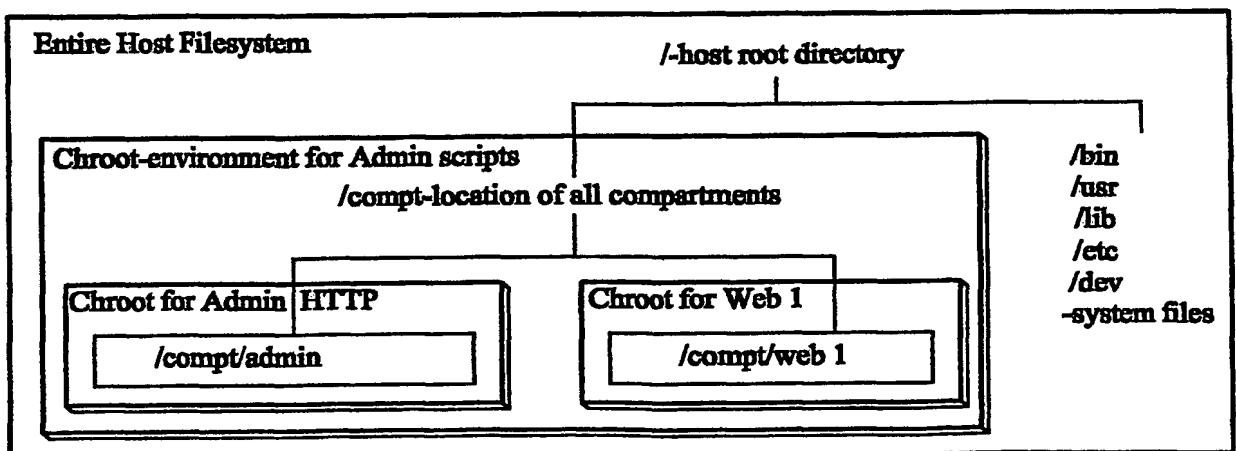 Entire Host Filesystem
/-host root directory
Chroot-environment for Admin scripts
/compt-location of all compartments
/bin
/usr
/lib
/etc
/dev
-system files
Chroot for Admin HTTP
/compt/admin
Chroot for Web 1
/compt/web 1